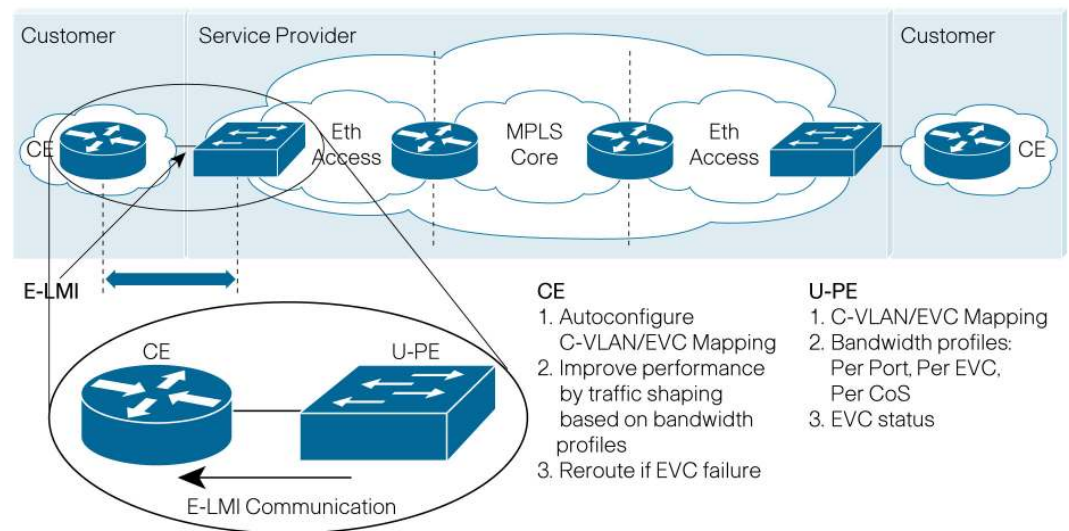 Customer
Service Provider
Customer
CE
Eth
Access
MPLS
Core
Eth
Access
CE
E-LMI
CE
U-PE
E-LMI Communication
CE
1. Autoconfigure
C-VLAN/EVC Mapping
2. Improve performance
by traffic shaping
based on bandwidth
profiles
3. Reroute if EVC failure
U-PE
1. C-VLAN/EVC Mapping
2. Bandwidth profiles:
Per Port, Per EVC,
Per CoS
3. EVC status